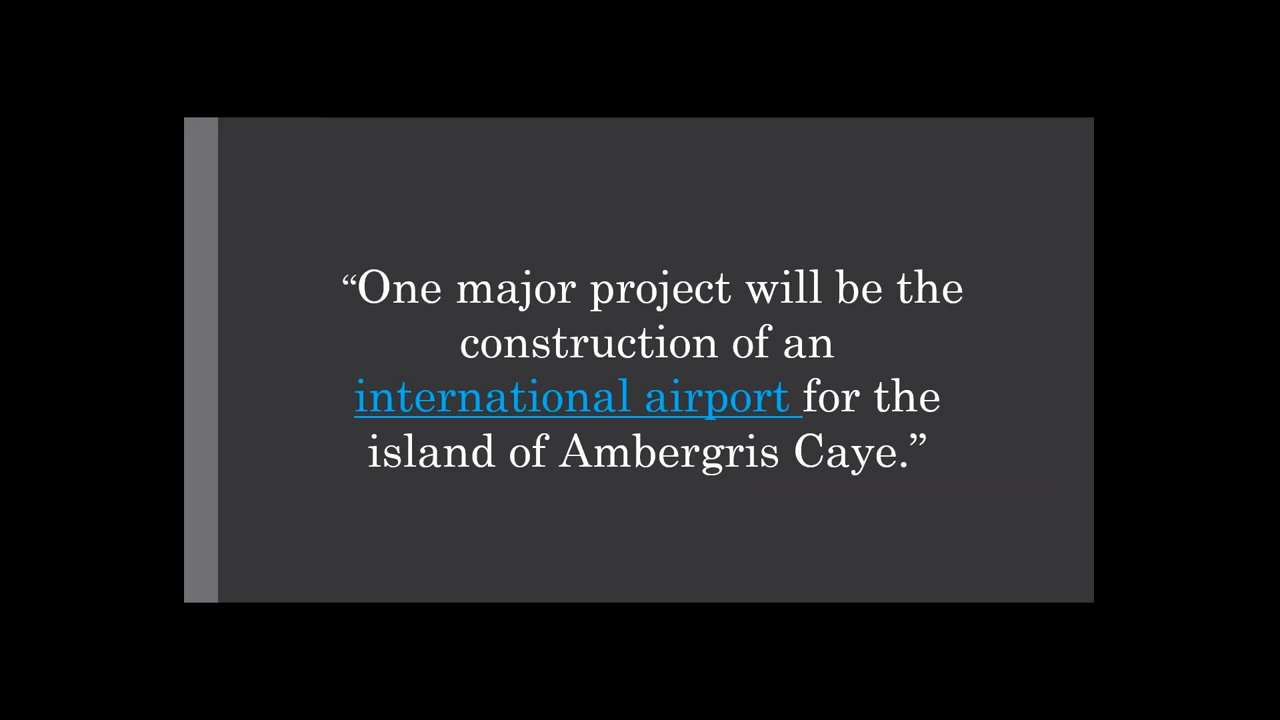 “One major project will be the
construction of an
international airport for the
island of Ambergris Caye.”